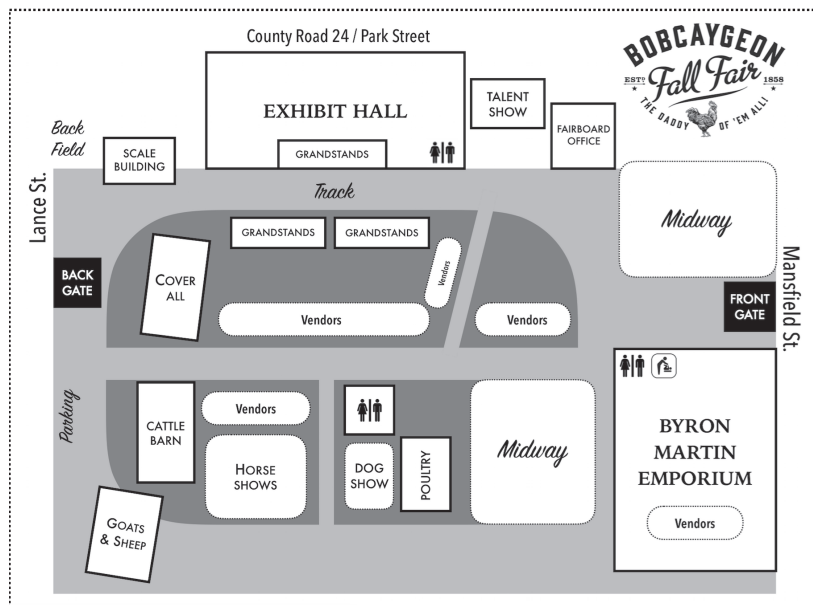 County Road 24 / Park Street
BOBCAYGEON
ESTD 1858
Fall Fair
THE DADDY OF 'EM ALL!
EXHIBIT HALL
GRANDSTANDS
TALENT
SHOW
FAIRBOARD
OFFICE
Back
Field
SCALE
BUILDING
Lance St.
Track
Midway
GRANDSTANDS
GRANDSTANDS
Vendors
COVER
ALL
BACK
GATE
Vendors
Vendors
FRONT
GATE
Mansfield St.
Parking
CATTLE
BARN
Vendors
HORSE
SHOWS
DOG
SHOW
POULTRY
Midway
BYRON
MARTIN
EMPORIUM
Vendors
GOATS
& SHEEP